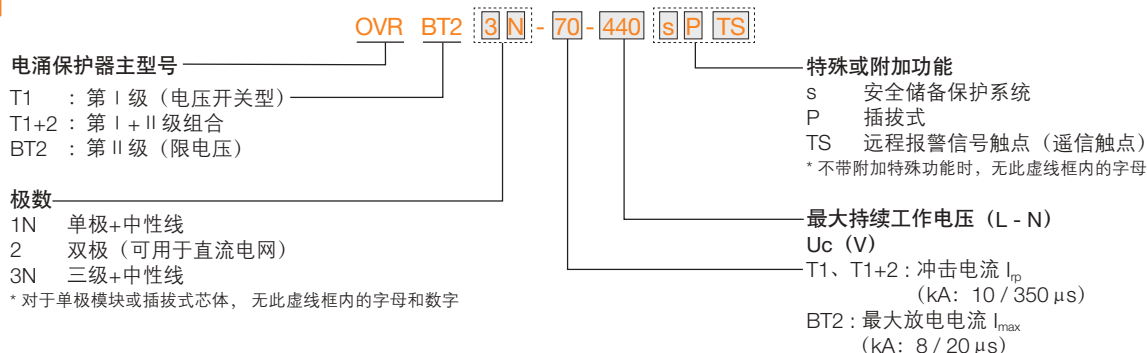 OVR BT2 3 N - 70 - 440 s P TS
电涌保护器主型号
T1 : 第 I 级（电压开关型）
T1+2 : 第 I + II 级组合
BT2 : 第 II 级（限电压）
极数
1N 单极+中性线
2 双极（可用于直流电网）
3N 三级+中性线
* 对于单极模块或插拔式芯体， 无此虚线框内的字母和数字
特殊或附加功能
s 安全储备保护系统
P 插拔式
TS 远程报警信号触点（遥信触点）
* 不带附加特殊功能时，无此虚线框内的字母
最大持续工作电压（L - N）
Uc（V）
T1、T1+2 : 冲击电流 Irp
（kA: 10 / 350 µs）
BT2 : 最大放电电流 Imax
（kA: 8 / 20 µs）